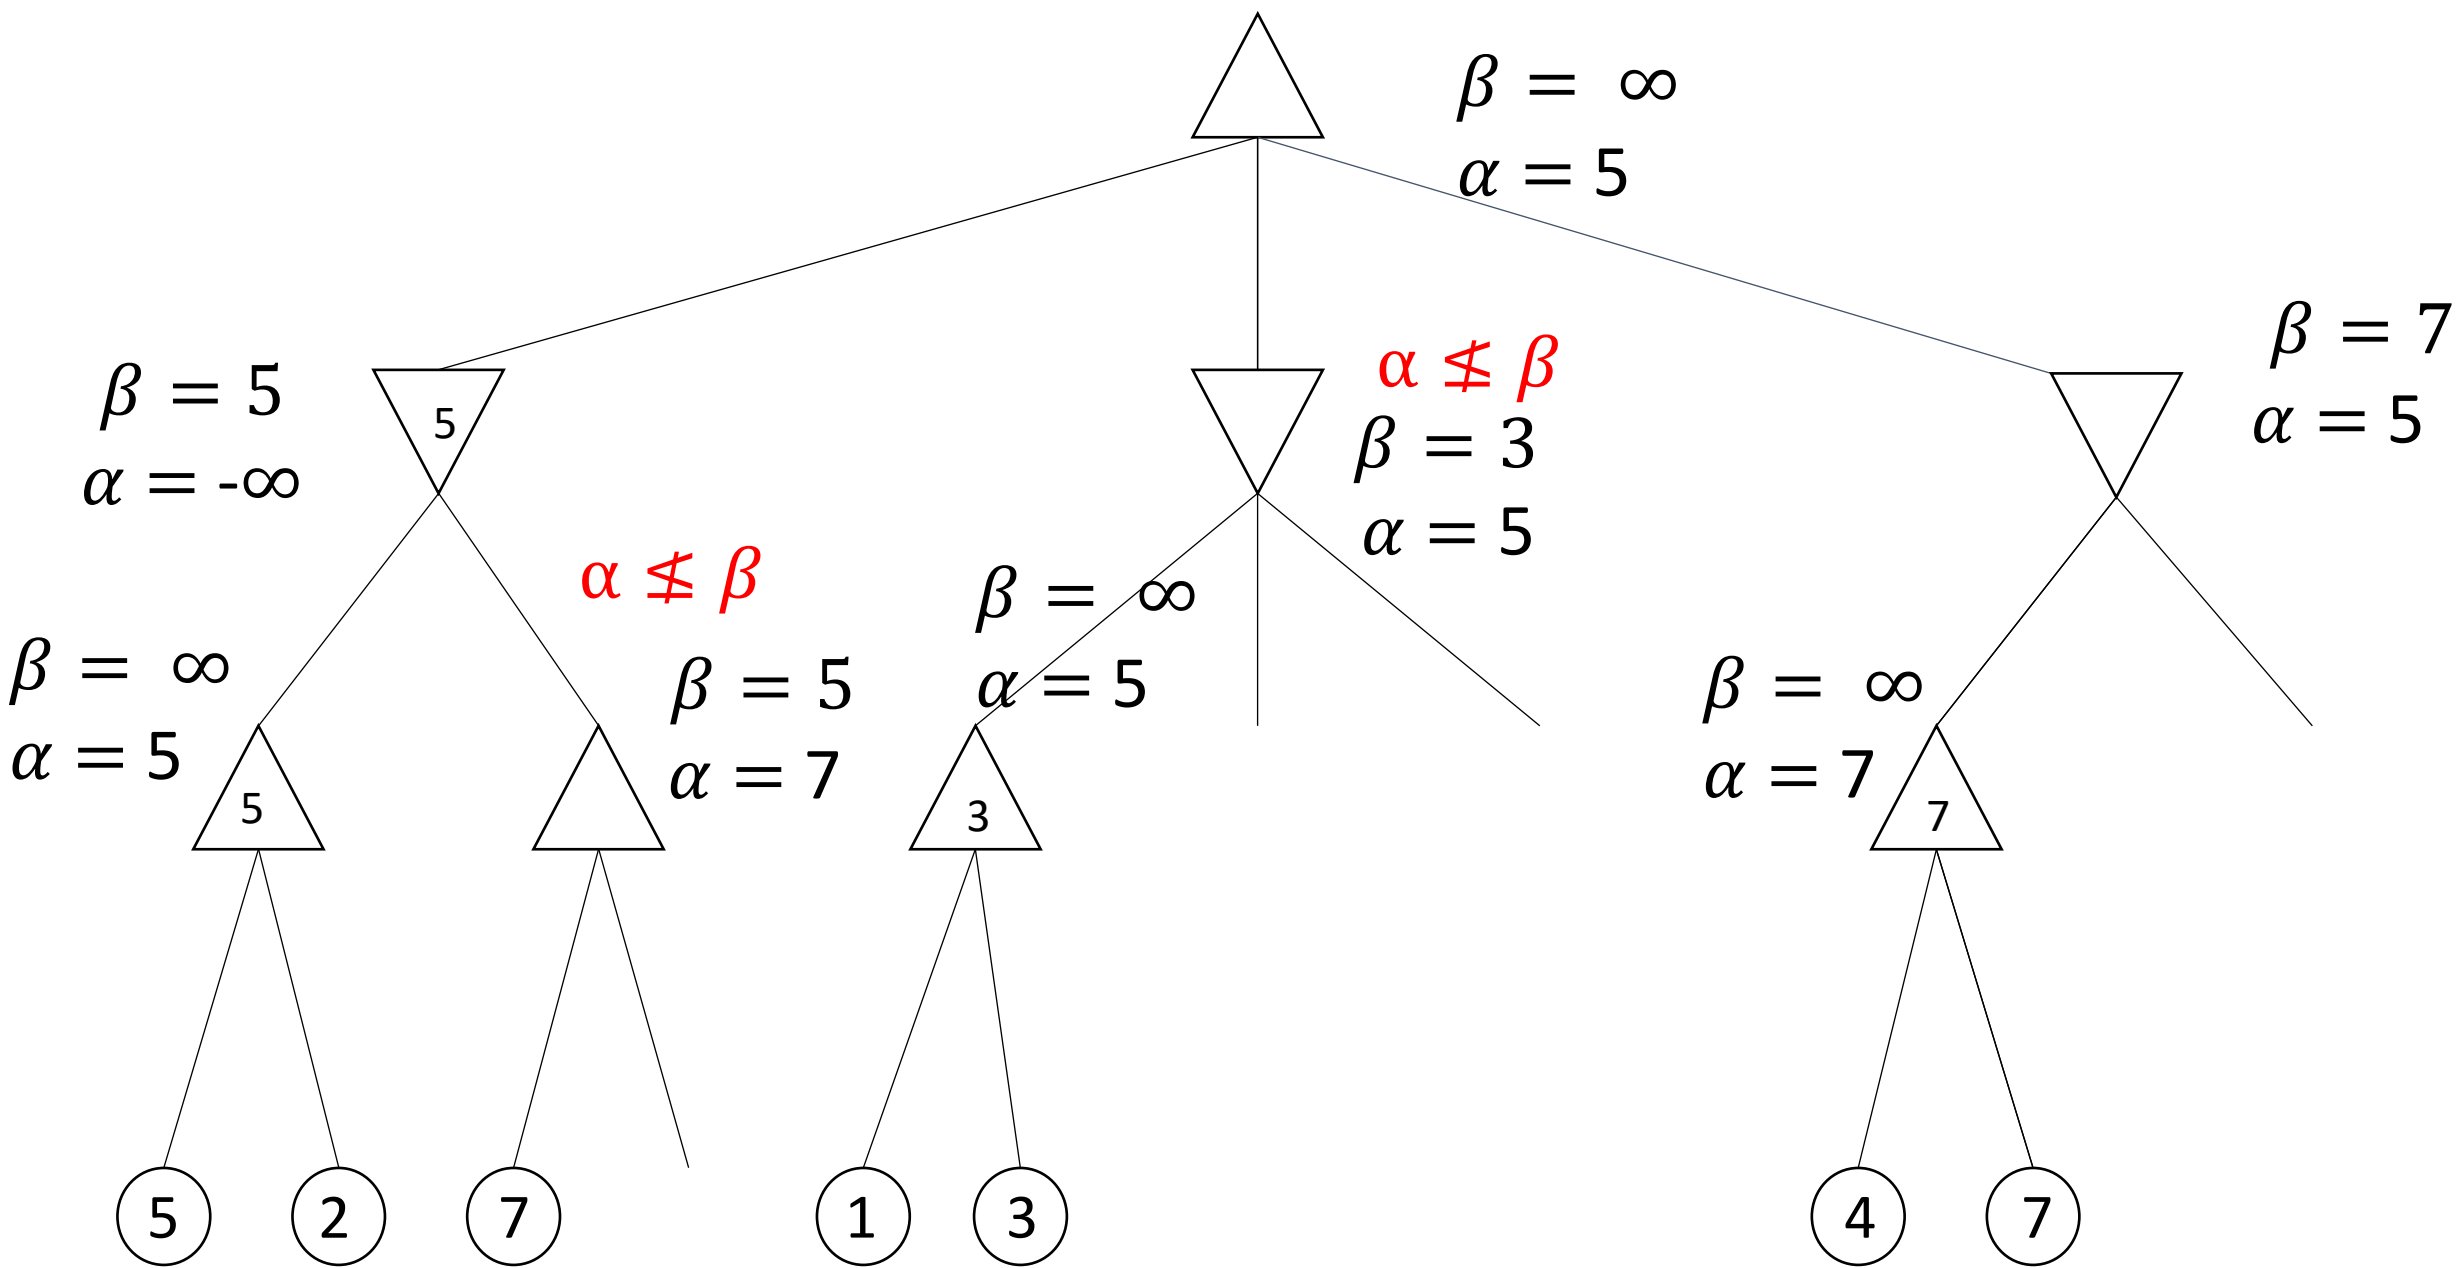 β = ∞
α = 5
β = 7
α = 5
α ≰ β
β = 5
α = -∞
5
β = 3
α = 5
α ≰ β
β = ∞
α = 5
β = ∞
α = 5
β = 5
α = 7
β = ∞
α = 7
5
3
7
5
2
7
1
3
4
7